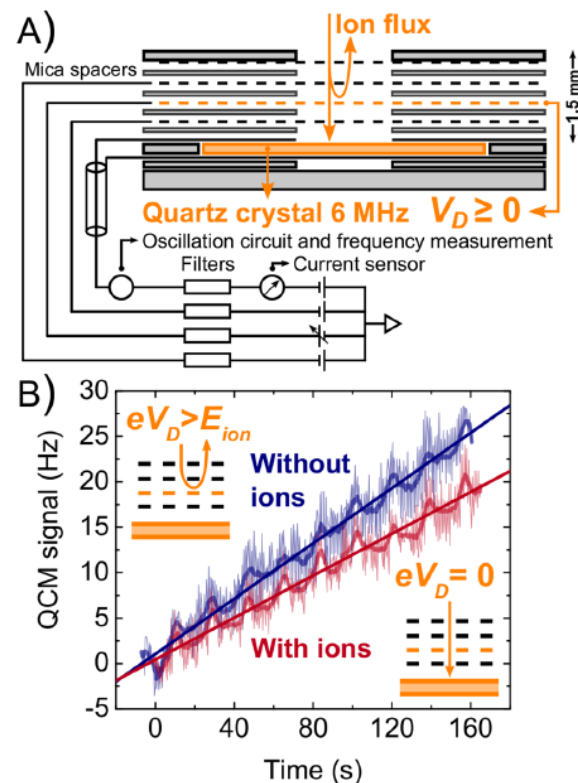 A)
Ion flux
Mica spacers
1.5 mm
Quartz crystal 6 MHz V_D ≥ 0
Oscillation circuit and frequency measurement
Filters Current sensor
B)
30
25
20
15
10
5
0
-5
QCM signal (Hz)
eV_D>E_ion
Without
ions
eV_D= 0
With ions
0 40 80 120 160
Time (s)